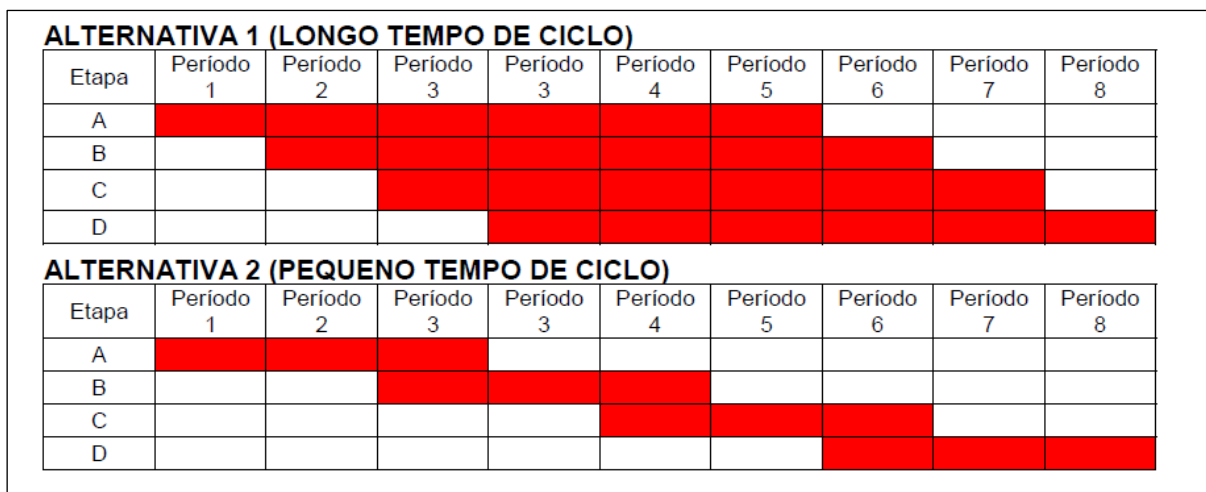 ALTERNATIVA 1 (LONGO TEMPO DE CICLO)
Etapa Período 1 Período 2 Período 3 Período 3 Período 4 Período 5 Período 6 Período 7 Período 8
A
B
C
D
ALTERNATIVA 2 (PEQUENO TEMPO DE CICLO)
Etapa Período 1 Período 2 Período 3 Período 3 Período 4 Período 5 Período 6 Período 7 Período 8
A
B
C
D